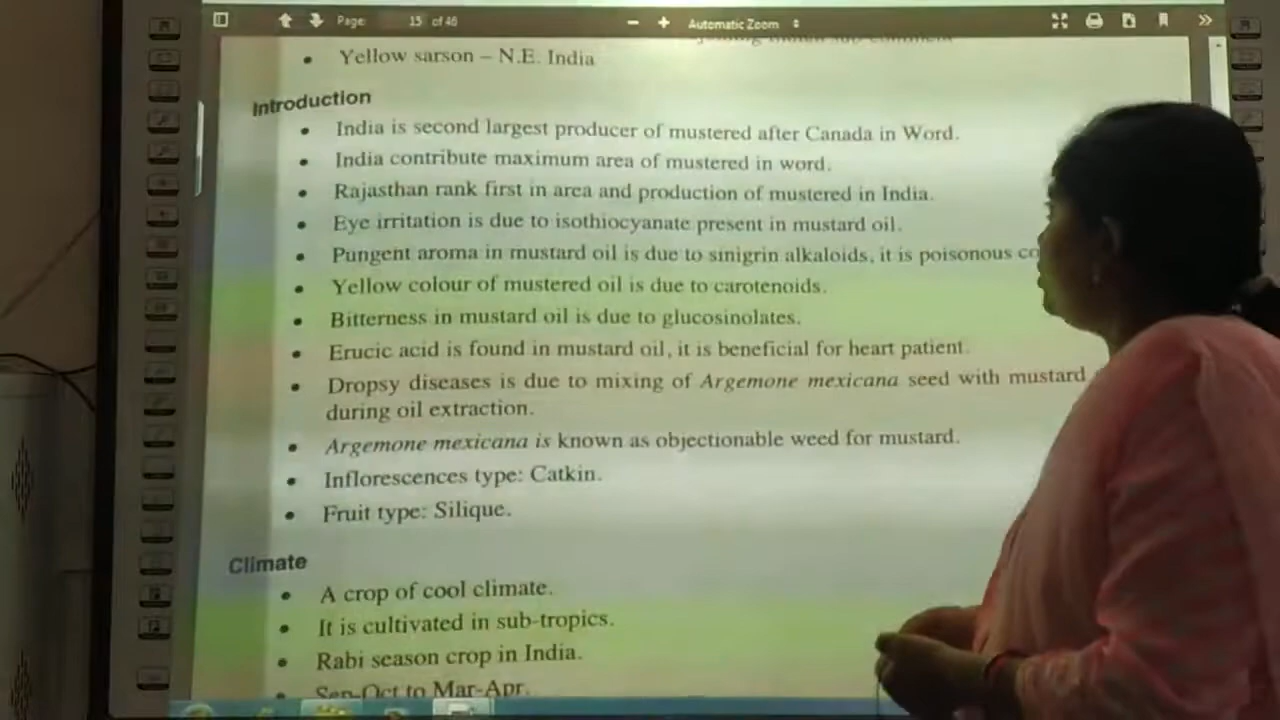 Page: 15 of 46 Automatic Zoom
Yellow sarson – N.E. India
Introduction
India is second largest producer of mustered after Canada in Word.
India contribute maximum area of mustered in word.
Rajasthan rank first in area and production of mustered in India.
Eye irritation is due to isothiocyanate present in mustard oil.
Pungent aroma in mustard oil is due to sinigrin alkaloids, it is poisonous
Yellow colour of mustered oil is due to carotenoids.
Bitterness in mustard oil is due to glucosinolates.
Erucic acid is found in mustard oil, it is beneficial for heart patient.
Dropsy diseases is due to mixing of Argemone mexicana seed with mustard
during oil extraction.
Argemone mexicana is known as objectionable weed for mustard.
Inflorescences type: Catkin.
Fruit type: Silique.
Climate
A crop of cool climate.
It is cultivated in sub-tropics.
Rabi season crop in India.
Sep-Oct to Mar-Apr.